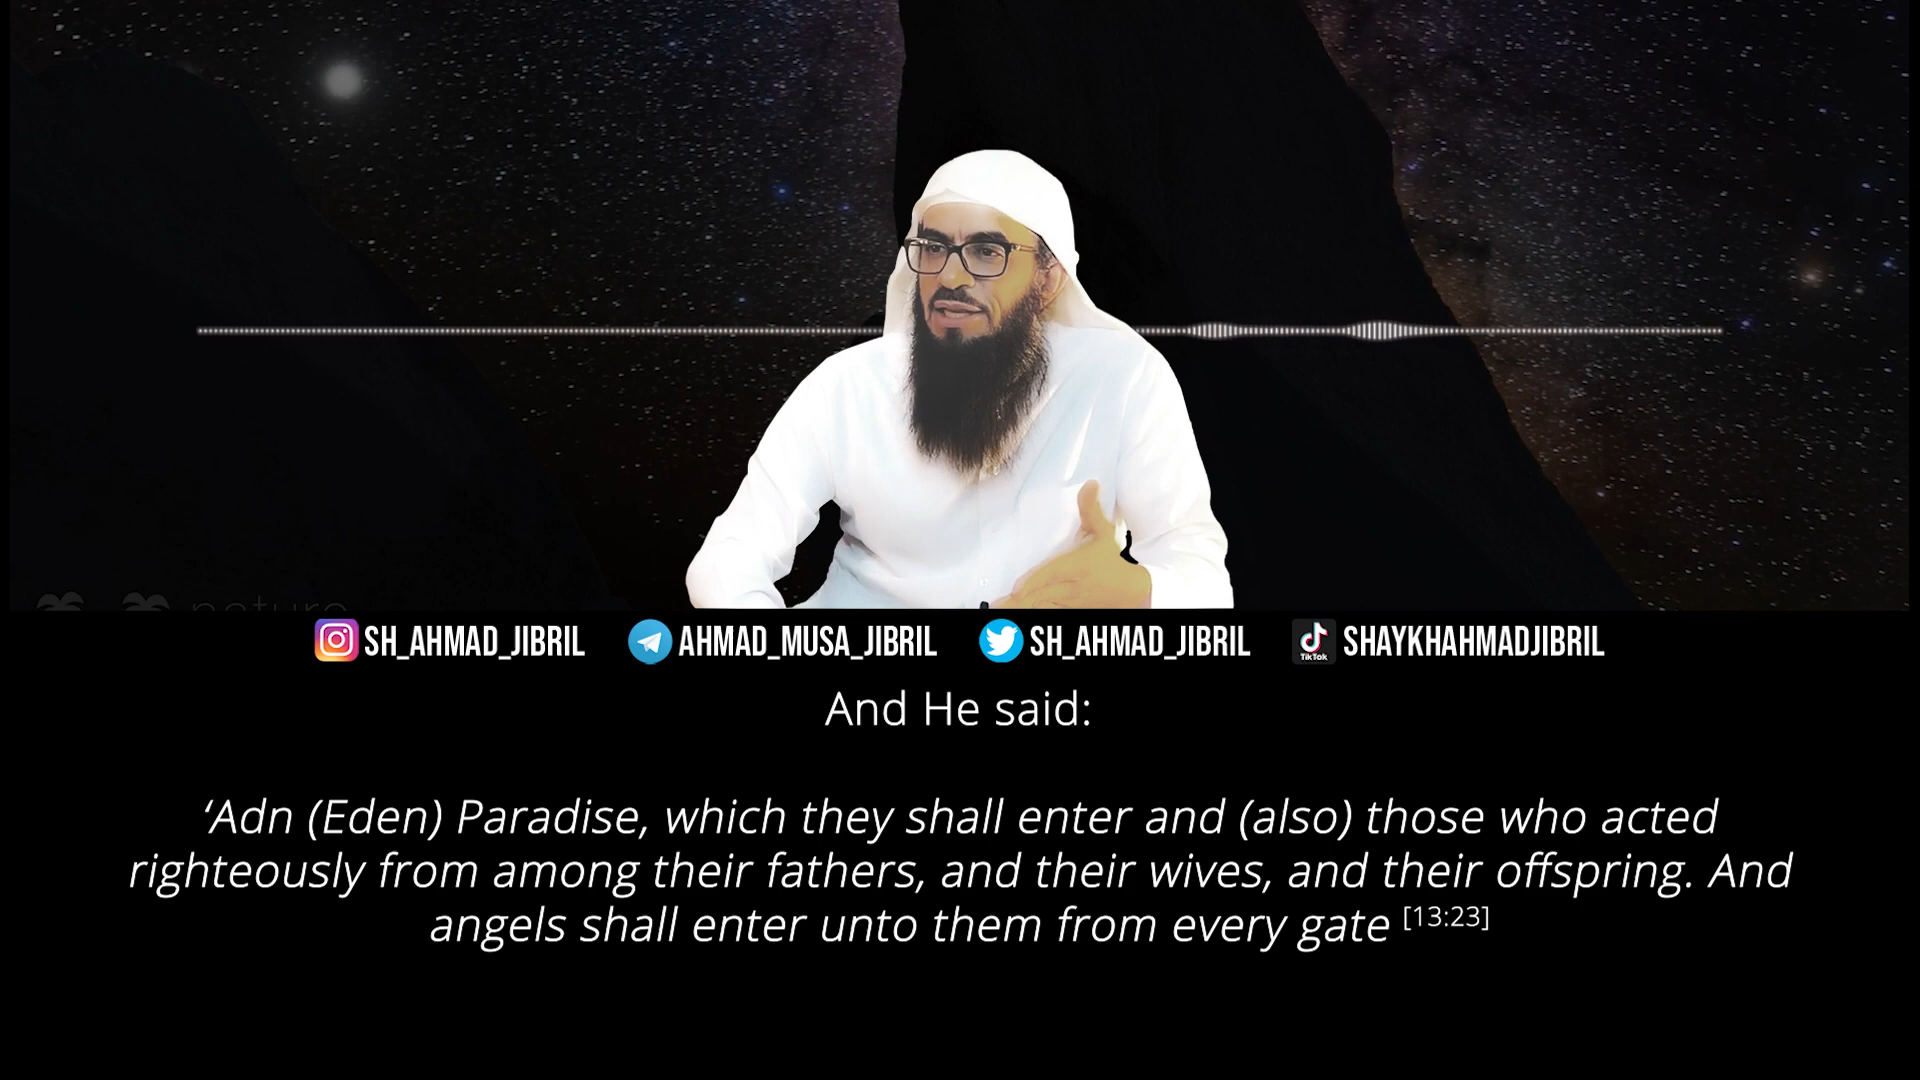 nature
SH_AHMAD_JIBRIL AHMAD_MUSA_JIBRIL SH_AHMAD_JIBRIL TikTok SHAYKHAHMADJIBRIL
And He said:
‘Adn (Eden) Paradise, which they shall enter and (also) those who acted
righteously from among their fathers, and their wives, and their offspring. And
angels shall enter unto them from every gate [13:23]